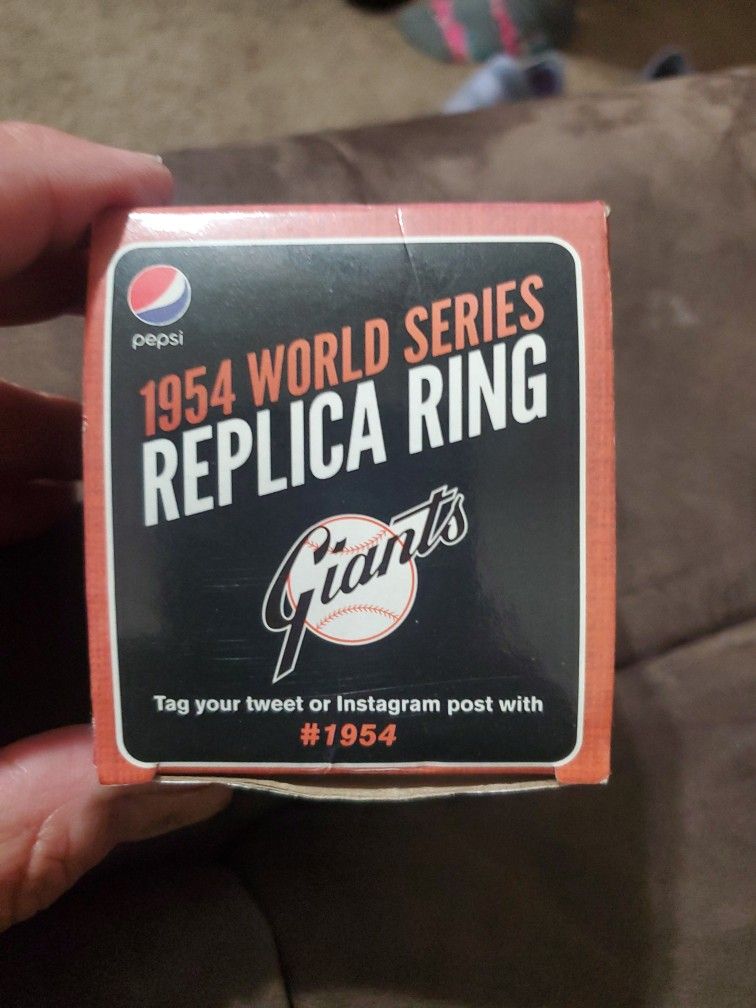 pepsi
1954 WORLD SERIES
REPLICA RING
Giants
Tag your tweet or Instagram post with
#1954